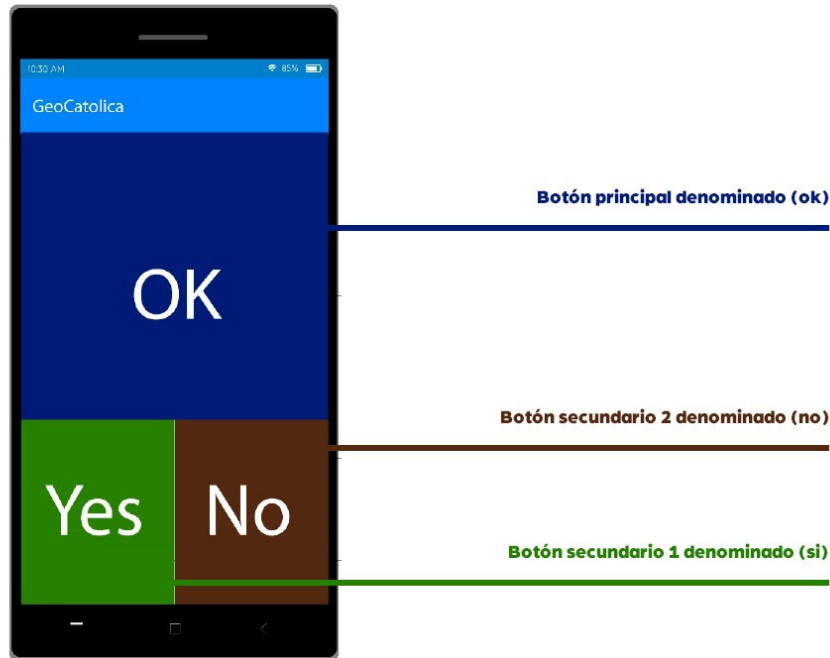 10:30 AM 85%
GeoCatolica
Botón principal denominado (ok)
OK
Botón secundario 2 denominado (no)
Yes No
Botón secundario 1 denominado (si)